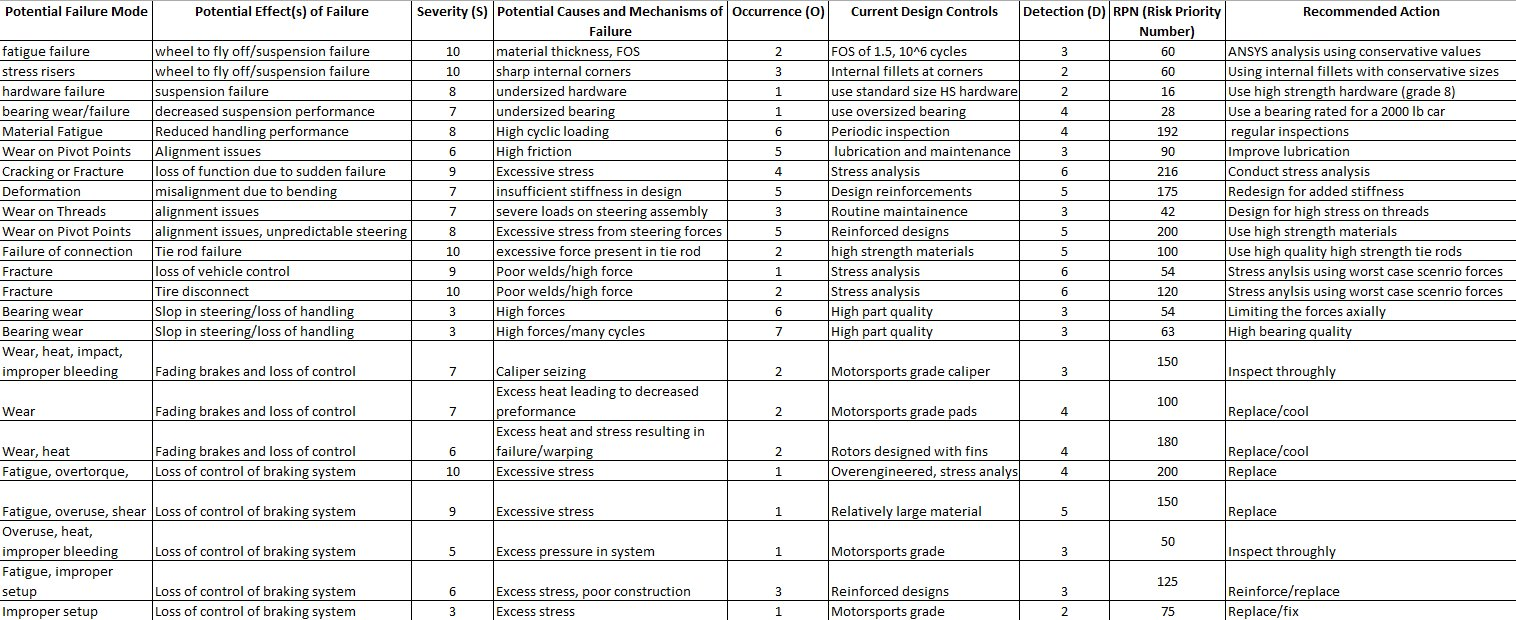 Potential Failure Mode Potential Effect(s) of Failure Severity (S) Potential Causes and Mechanisms of Failure Occurrence (O) Current Design Controls Detection (D) RPN (Risk Priority Number) Recommended Action
fatigue failure wheel to fly off/suspension failure 10 material thickness, FOS 2 FOS of 1.5, 10^6 cycles 3 60 ANSYS analysis using conservative values
stress risers wheel to fly off/suspension failure 10 sharp internal corners 3 Internal fillets at corners 2 60 Using internal fillets with conservative sizes
hardware failure suspension failure 8 undersized hardware 1 use standard size HS hardware 2 16 Use high strength hardware (grade 8)
bearing wear/failure decreased suspension performance 7 undersized bearing 1 use oversized bearing 4 28 Use a bearing rated for a 2000 lb car
Material Fatigue Reduced handling performance 8 High cyclic loading 6 Periodic inspection 4 192 regular inspections
Wear on Pivot Points Alignment issues 6 High friction 5 lubrication and maintenance 3 90 Improve lubrication
Cracking or Fracture loss of function due to sudden failure 9 Excessive stress 4 Stress analysis 6 216 Conduct stress analysis
Deformation misalignment due to bending 7 insufficient stiffness in design 5 Design reinforcements 5 175 Redesign for added stiffness
Wear on Threads alignment issues 7 severe loads on steering assembly 3 Routine maintainence 3 42 Design for high stress on threads
Wear on Pivot Points alignment issues, unpredictable steering 8 Excessive stress from steering forces 5 Reinforced designs 5 200 Use high strength materials
Failure of connection Tie rod failure 10 excessive force present in tie rod 2 high strength materials 5 100 Use high quality high strength tie rods
Fracture loss of vehicle control 9 Poor welds/high force 1 Stress analysis 6 54 Stress anylsis using worst case scenrio forces
Fracture Tire disconnect 10 Poor welds/high force 2 Stress analysis 6 120 Stress anylsis using worst case scenrio forces
Bearing wear Slop in steering/loss of handling 3 High forces 6 High part quality 3 54 Limiting the forces axially
Bearing wear Slop in steering/loss of handling 3 High forces/many cycles 7 High part quality 3 63 High bearing quality
Wear, heat, impact,
improper bleeding Fading brakes and loss of control 7 Caliper seizing 2 Motorsports grade caliper 3 150 Inspect throughly
Wear Fading brakes and loss of control 7 Excess heat leading to decreased
preformance 2 Motorsports grade pads 4 100 Replace/cool
Wear, heat Fading brakes and loss of control 6 Excess heat and stress resulting in
failure/warping 2 Rotors designed with fins 4 180 Replace/cool
Fatigue, overtorque, Loss of control of braking system 10 Excessive stress 1 Overengineered, stress analys 4 200 Replace
Fatigue, overuse, shear Loss of control of braking system 9 Excessive stress 1 Relatively large material 5 150 Replace
Overuse, heat,
improper bleeding Loss of control of braking system 5 Excess pressure in system 1 Motorsports grade 3 50 Inspect throughly
Fatigue, improper
setup Loss of control of braking system 6 Excess stress, poor construction 3 Reinforced designs 3 125 Reinforce/replace
Improper setup Loss of control of braking system 3 Excess stress 1 Motorsports grade 2 75 Replace/fix